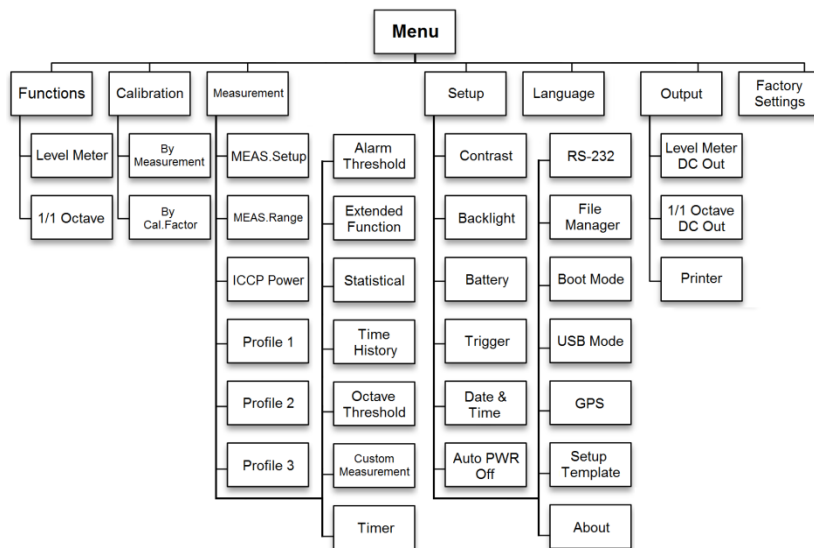 Menu
Functions
Calibration
Measurement
Setup
Language
Output
Factory
Settings
Level Meter
1/1 Octave
By
Measurement
By
Cal.Factor
MEAS.Setup
MEAS.Range
ICCP Power
Profile 1
Profile 2
Profile 3
Alarm
Threshold
Extended
Function
Statistical
Time
History
Octave
Threshold
Custom
Measurement
Timer
Contrast
Backlight
Battery
Trigger
Date &
Time
Auto PWR
Off
RS-232
File
Manager
Boot Mode
USB Mode
GPS
Setup
Template
About
Level Meter
DC Out
1/1 Octave
DC Out
Printer